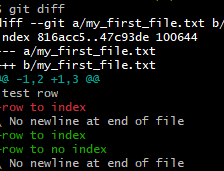 $ git diff
diff --git a/my_first_file.txt b/
index 816acc5..47c93de 100644
--- a/my_first_file.txt
+++ b/my_first_file.txt
@@ -1,2 +1,3 @@
test row
-row to index
\ No newline at end of file
+row to index
+row to no index
\ No newline at end of file